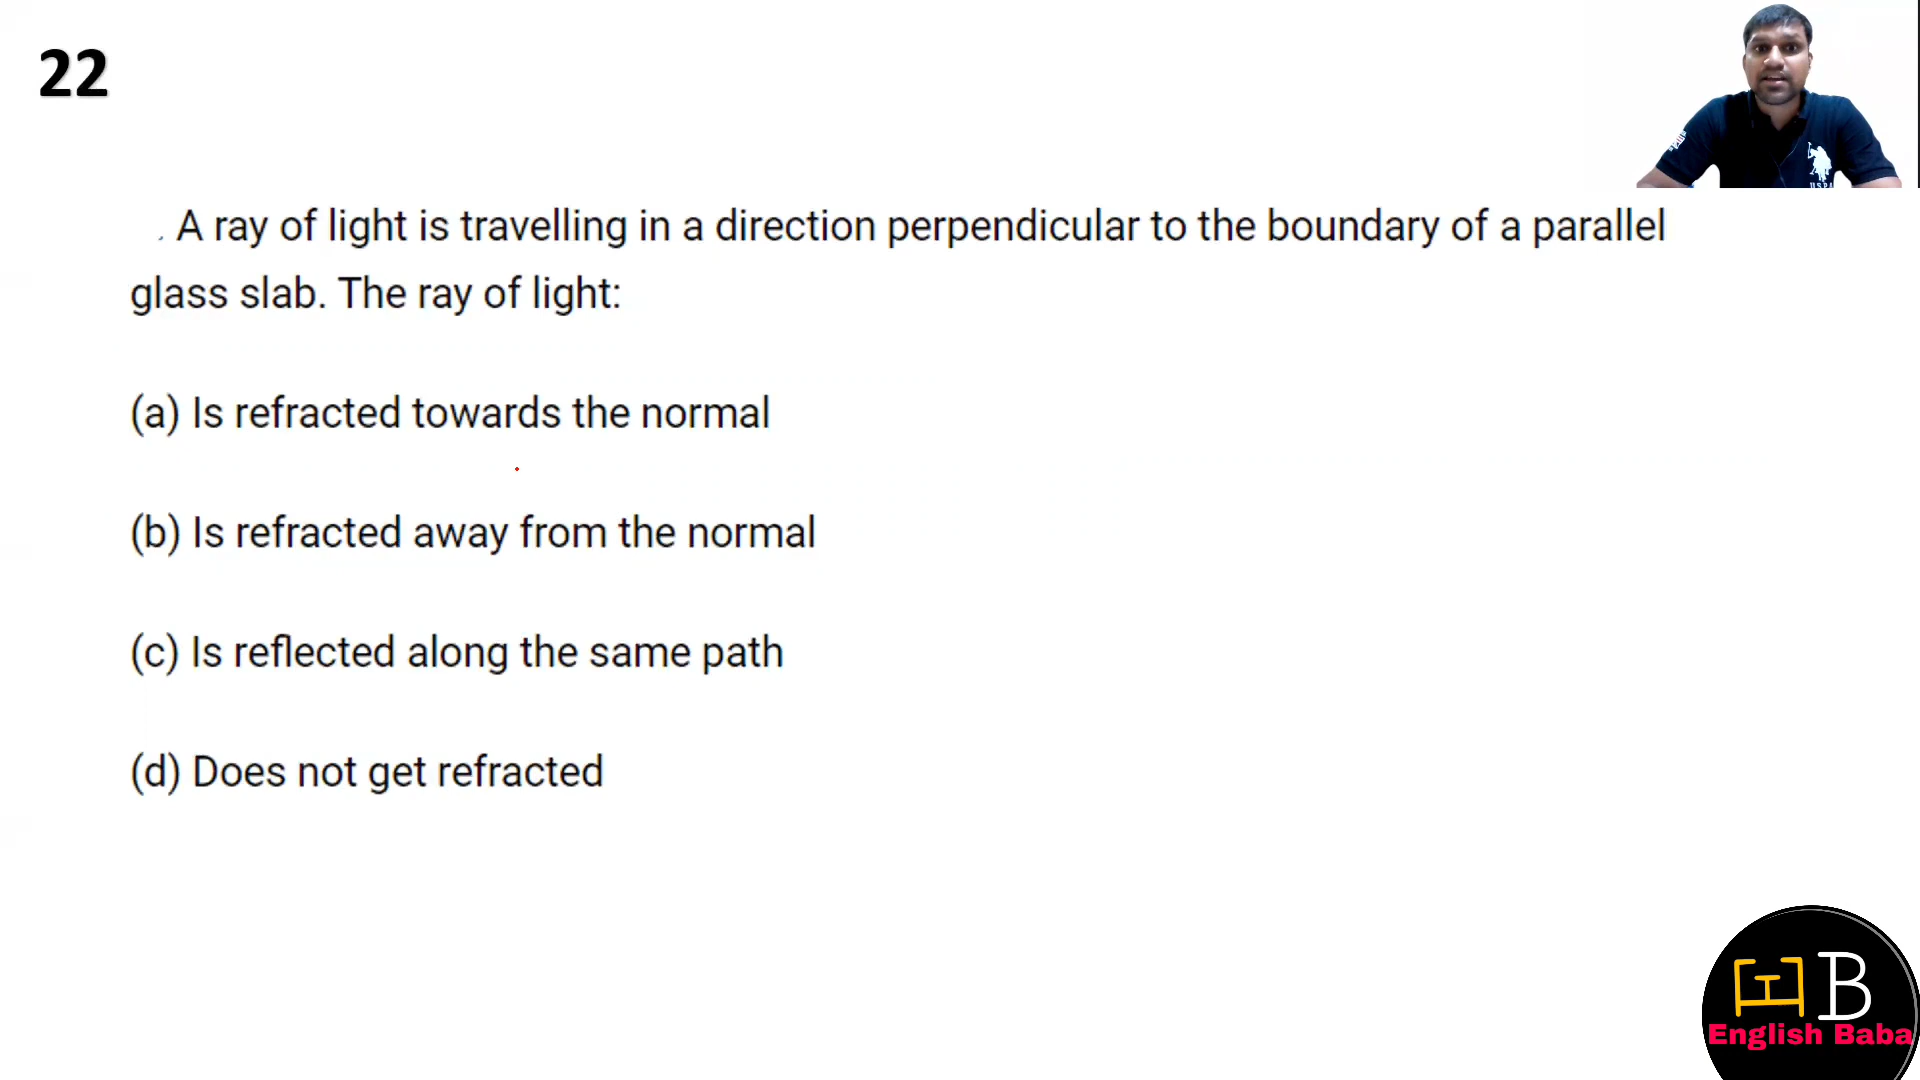 22
. A ray of light is travelling in a direction perpendicular to the boundary of a parallel
glass slab. The ray of light:
(a) Is refracted towards the normal
(b) Is refracted away from the normal
(c) Is reflected along the same path
(d) Does not get refracted
B
English Baba